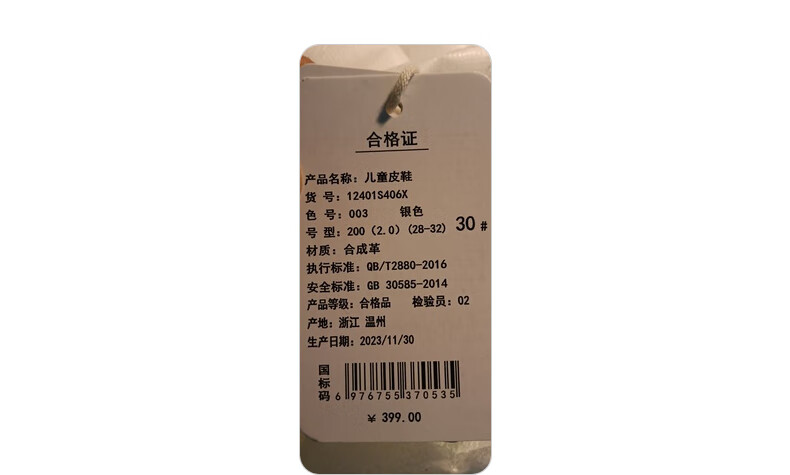 合格证
产品名称：儿童皮鞋
货 号：12401S406X
色 号：003 银色
号 型：200（2.0）(28-32) 30#
材质：合成革
执行标准：QB/T2880-2016
安全标准：GB 30585-2014
产品等级：合格品 检验员：02
产地：浙江 温州
生产日期：2023/11/30
国标码 6 976755 370535
￥ 399.00